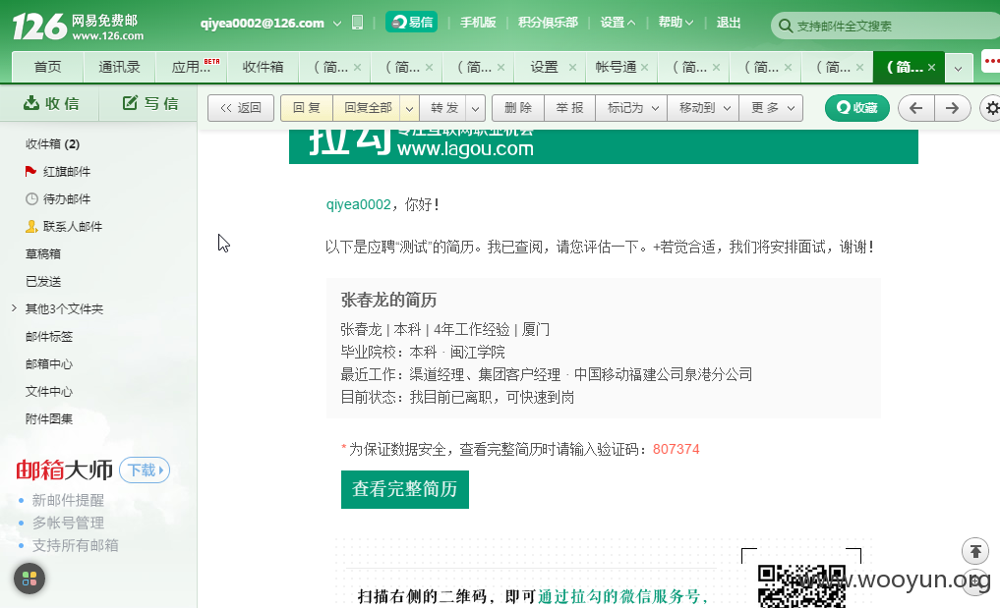 126 网易免费邮
www.126.com
qiyea0002@126.com
易信
手机版
积分俱乐部
设置
帮助
退出
支持邮件全文搜索
首页
通讯录
应用... BETA
收件箱
（简... ×
（简... ×
（简... ×
设置 ×
帐号通 ×
（简... ×
（简... ×
（简... ×
（简... ×
收 信
写 信
<< 返回
回 复
回复全部
转 发
删 除
举 报
标记为
移动到
更 多
收藏
收件箱 (2)
红旗邮件
待办邮件
联系人邮件
草稿箱
已发送
其他3个文件夹
邮件标签
邮箱中心
文件中心
附件图集
邮箱大师
下载
新邮件提醒
多帐号管理
支持所有邮箱
拉勾 专注互联网职业机会
www.lagou.com
qiyea0002，你好！
以下是应聘“测试”的简历。我已查阅，请您评估一下。+若觉合适，我们将安排面试，谢谢！
张春龙的简历
张春龙 | 本科 | 4年工作经验 | 厦门
毕业院校：本科 · 闽江学院
最近工作：渠道经理、集团客户经理 · 中国移动福建公司泉港分公司
目前状态：我目前已离职，可快速到岗
* 为保证数据安全，查看完整简历时请输入验证码：807374
查看完整简历
扫描右侧的二维码，即可通过拉勾的微信服务号，
www.wooyun.org